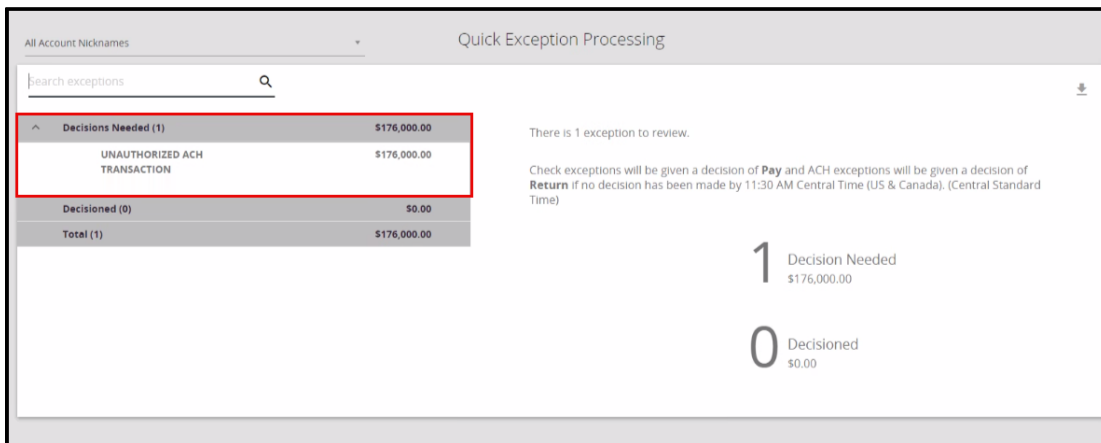 All Account Nicknames
Quick Exception Processing
Search exceptions
Decisions Needed (1) $176,000.00
UNAUTHORIZED ACH $176,000.00
TRANSACTION
Decisioned (0) $0.00
Total (1) $176,000.00
There is 1 exception to review.
Check exceptions will be given a decision of Pay and ACH exceptions will be given a decision of
Return if no decision has been made by 11:30 AM Central Time (US & Canada). (Central Standard
Time)
1 Decision Needed
$176,000.00
0 Decisioned
$0.00